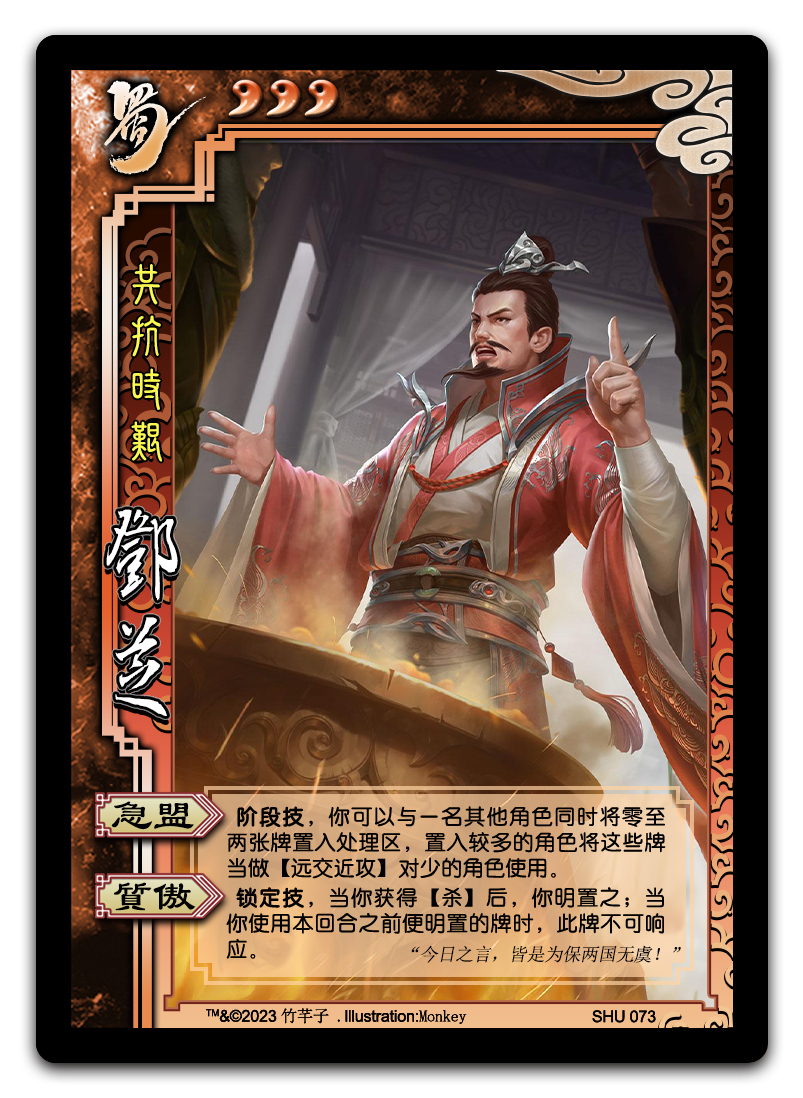 蜀
共抗時艱
鄧芝
急盟
阶段技，你可以与一名其他角色同时将零至
两张牌置入处理区，置入较多的角色将这些牌
当做【远交近攻】对少的角色使用。
質傲
锁定技，当你获得【杀】后，你明置之；当
你使用本回合之前便明置的牌时，此牌不可响
应。
“今日之言，皆是为保两国无虞！”
™&©2023 竹芊子 . Illustration:Monkey
SHU 073